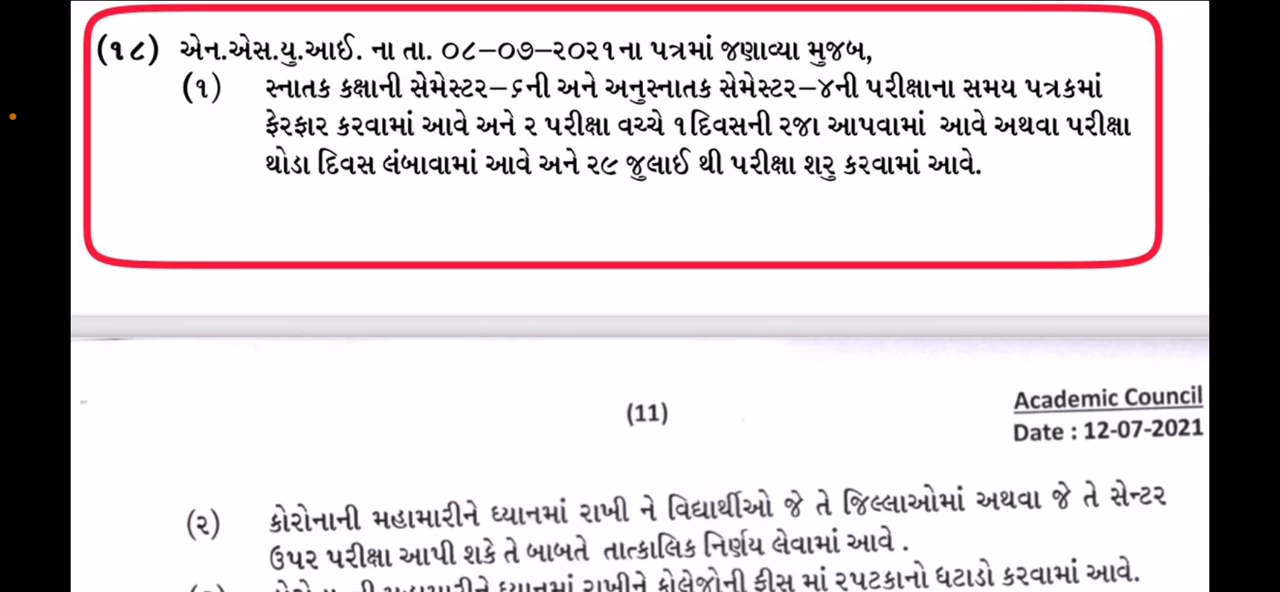 (૧૮) એન.એસ.યુ.આઈ. ના તા. ૦૮–૦૭–૨૦૨૧ના પત્રમાં જણાવ્યા મુજબ,
(૧) સ્નાતક કક્ષાની સેમેસ્ટર–૬ની અને અનુસ્નાતક સેમેસ્ટર–૪ની પરીક્ષાના સમય પત્રકમાં
ફેરફાર કરવામાં આવે અને ૨ પરીક્ષા વચ્ચે ૧દિવસની રજા આપવામાં આવે અથવા પરીક્ષા
થોડા દિવસ લંબાવામાં આવે અને ૨૯ જુલાઈ થી પરીક્ષા શરુ કરવામાં આવે.
(11)
Academic Council
Date : 12-07-2021
(૨) કોરોનાની મહામારીને ધ્યાનમાં રાખી ને વિદ્યાર્થીઓ જે તે જિલ્લાઓમાં અથવા જે તે સેન્ટર
ઉપર પરીક્ષા આપી શકે તે બાબતે તાત્કાલિક નિર્ણય લેવામાં આવે .
મહામારીને ધ્યાનમાં રાખીને કોલેજોની ફીસ માં ૨૫ટકાનો ઘટાડો કરવામાં આવે.